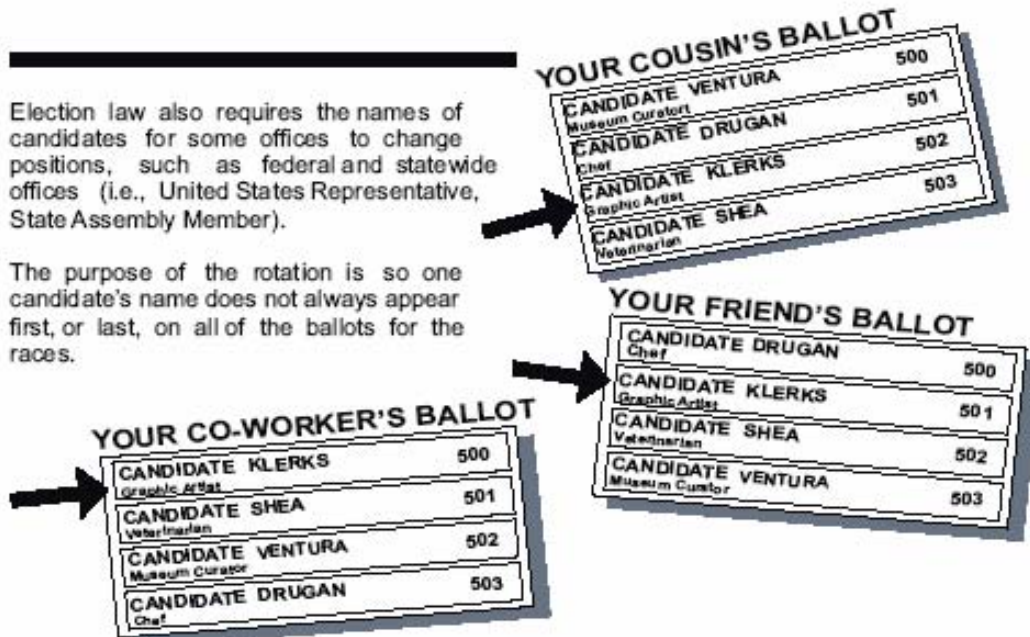 Election law also requires the names of
candidates for some offices to change
positions, such as federal and statewide
offices (i.e., United States Representative,
State Assembly Member).
The purpose of the rotation is so one
candidate's name does not always appear
first, or last, on all of the ballots for the
races.
YOUR COUSIN'S BALLOT
CANDIDATE VENTURA 500
Museum Curatort
CANDIDATE DRUGAN 501
Chef
CANDIDATE KLERKS 502
Graphic Artist
CANDIDATE SHEA 503
Veterinarian
YOUR FRIEND'S BALLOT
CANDIDATE DRUGAN 500
Chef
CANDIDATE KLERKS 501
Graphic Artist
CANDIDATE SHEA 502
Veterinarian
CANDIDATE VENTURA 503
Museum Curator
YOUR CO-WORKER'S BALLOT
CANDIDATE KLERKS 500
Graphic Artist
CANDIDATE SHEA 501
Veterinarian
CANDIDATE VENTURA 502
Museum Curator
CANDIDATE DRUGAN 503
Chef